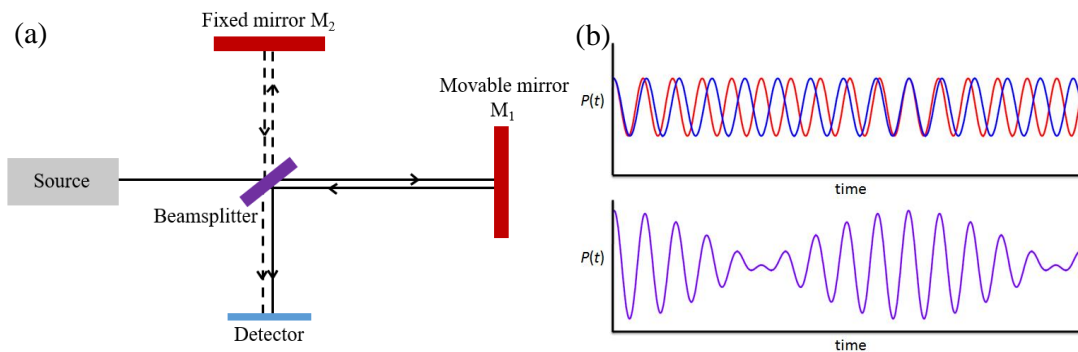 (a)
Fixed mirror M₂
Movable mirror
M₁
Source
Beamsplitter
Detector
(b)
P(t)
time
P(t)
time